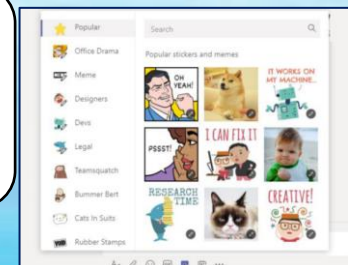 Popular
Office Drama
Meme
Designers
Devs
Legal
Teamsquatch
Bummer Bert
Cats In Suits
Rubber Stamps
Search
Popular stickers and memes
OH
YEAH!
IT WORKS ON
MY MACHINE...
PSSST!
I CAN FIX IT
RESEARCH
TIME
CREATIVE!